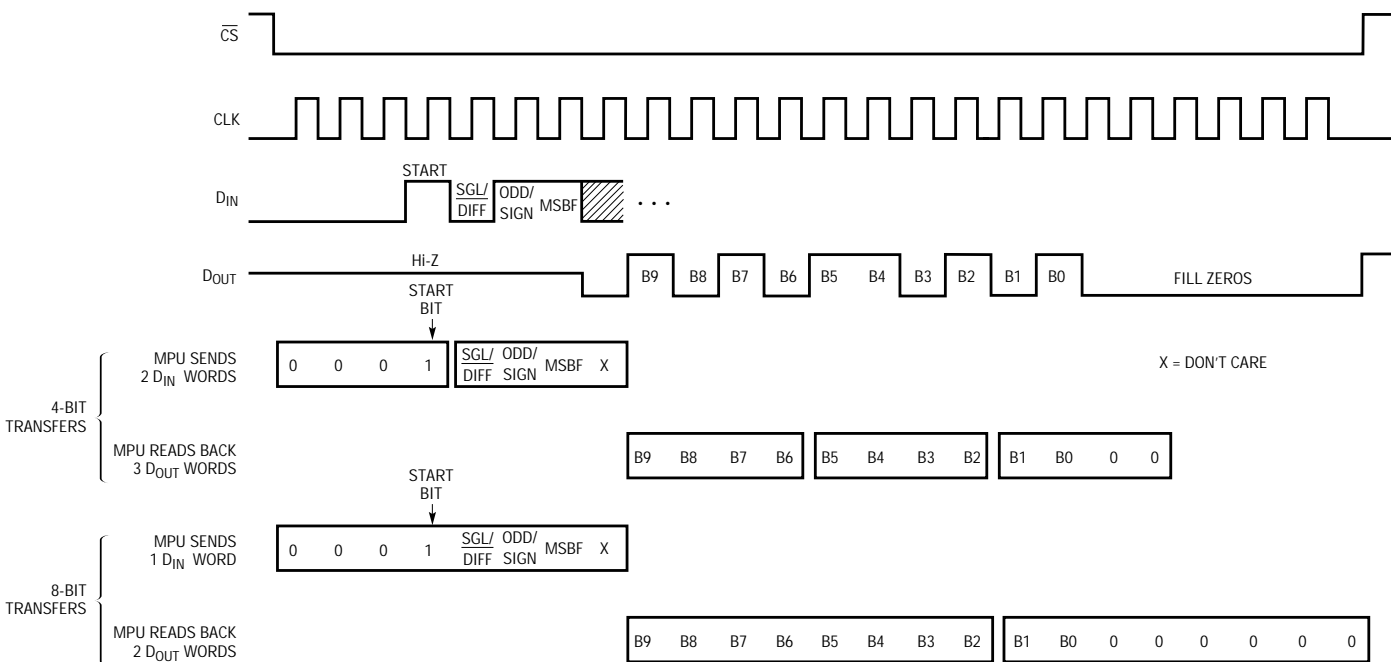 CS
CLK
START
DIN
SGL/
DIFF
ODD/
SIGN
MSBF
. . .
Hi-Z
DOUT
B9 B8 B7 B6 B5 B4 B3 B2 B1 B0 FILL ZEROS
START
BIT
4-BIT
TRANSFERS
MPU SENDS
2 DIN WORDS
0 0 0 1
SGL/
DIFF
ODD/
SIGN
MSBF X
X = DON'T CARE
MPU READS BACK
3 DOUT WORDS
B9 B8 B7 B6 B5 B4 B3 B2 B1 B0 0 0
START
BIT
8-BIT
TRANSFERS
MPU SENDS
1 DIN WORD
0 0 0 1
SGL/
DIFF
ODD/
SIGN
MSBF X
MPU READS BACK
2 DOUT WORDS
B9 B8 B7 B6 B5 B4 B3 B2 B1 B0 0 0 0 0 0 0